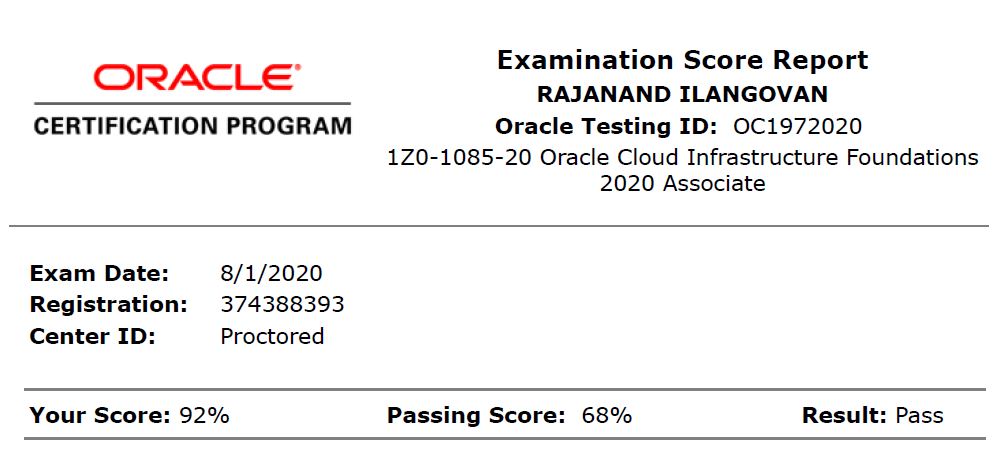 ORACLE®
CERTIFICATION PROGRAM
Examination Score Report
RAJANAND ILANGOVAN
Oracle Testing ID: OC1972020
1Z0-1085-20 Oracle Cloud Infrastructure Foundations
2020 Associate
Exam Date: 8/1/2020
Registration: 374388393
Center ID: Proctored
Your Score: 92% Passing Score: 68% Result: Pass